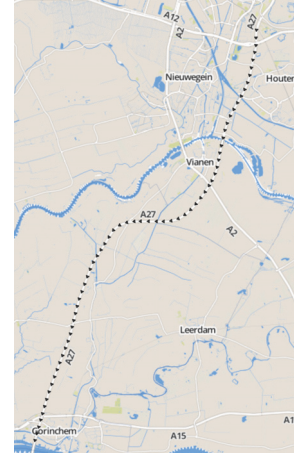 A27
A12
A2
Nieuwegein
Houten
Vianen
A27
A2
Leerdam
A27
Gorinchem
A15
A1